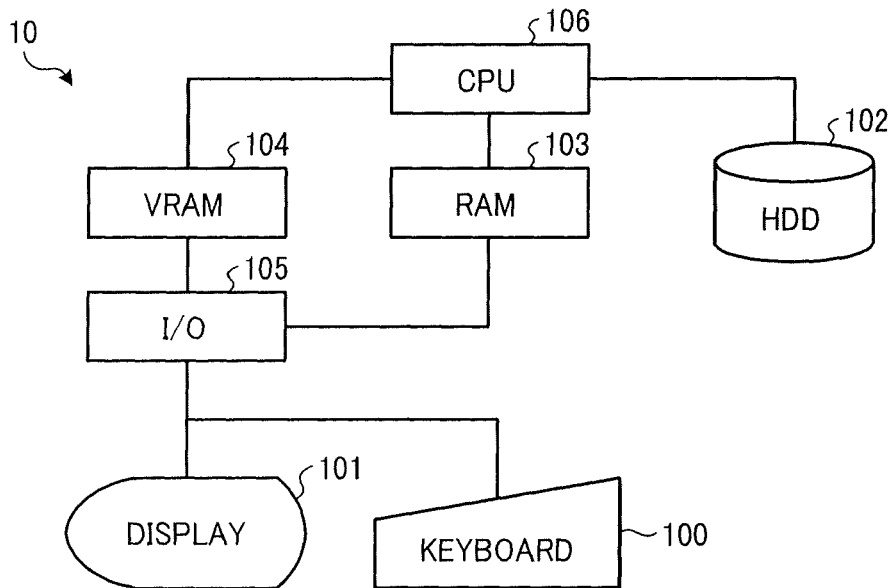 10
106
CPU
104
VRAM
103
RAM
102
HDD
105
I/O
101
DISPLAY
KEYBOARD
100